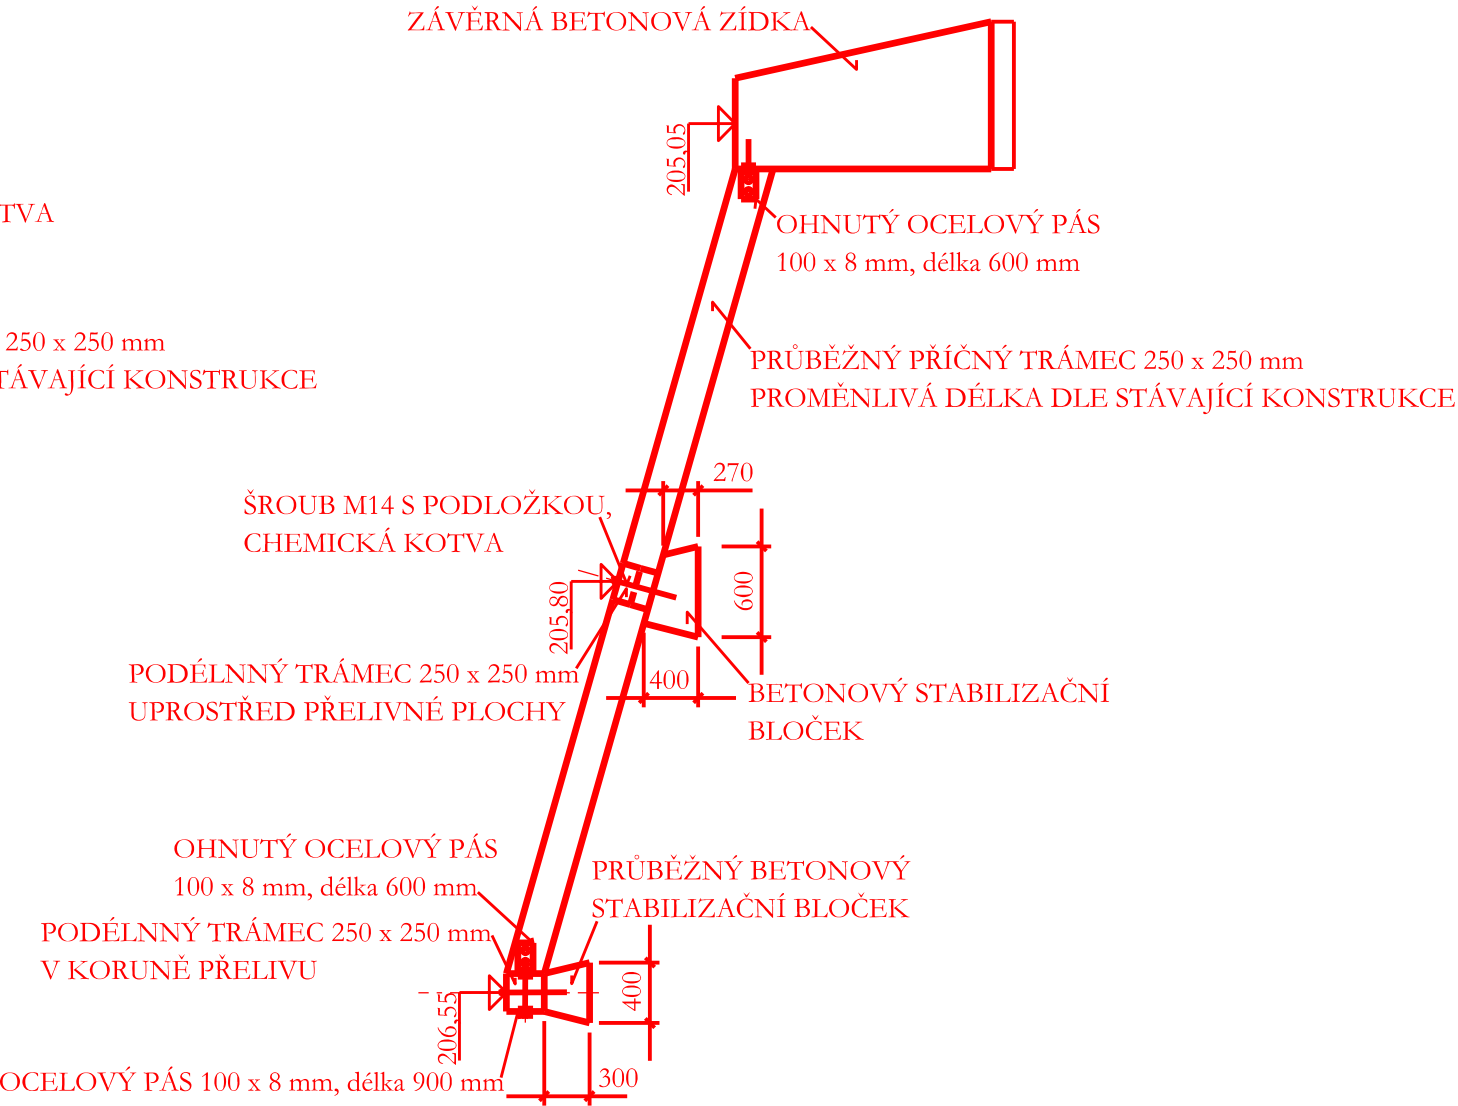 ZÁVĚRNÁ BETONOVÁ ZÍDKA
205,05
TVA
OHNUTÝ OCELOVÝ PÁS
100 x 8 mm, délka 600 mm
250 x 250 mm
TÁVAJÍCÍ KONSTRUKCE
PRŮBĚŽNÝ PŘÍČNÝ TRÁMEC 250 x 250 mm
PROMĚNLIVÁ DÉLKA DLE STÁVAJÍCÍ KONSTRUKCE
270
ŠROUB M14 S PODLOŽKOU,
CHEMICKÁ KOTVA
600
205,80
PODÉLNNÝ TRÁMEC 250 x 250 mm
UPROSTŘED PŘELIVNÉ PLOCHY
400
BETONOVÝ STABILIZAČNÍ
BLOČEK
OHNUTÝ OCELOVÝ PÁS
100 x 8 mm, délka 600 mm
PRŮBĚŽNÝ BETONOVÝ
STABILIZAČNÍ BLOČEK
PODÉLNNÝ TRÁMEC 250 x 250 mm
V KORUNĚ PŘELIVU
400
206,55
OCELOVÝ PÁS 100 x 8 mm, délka 900 mm
300